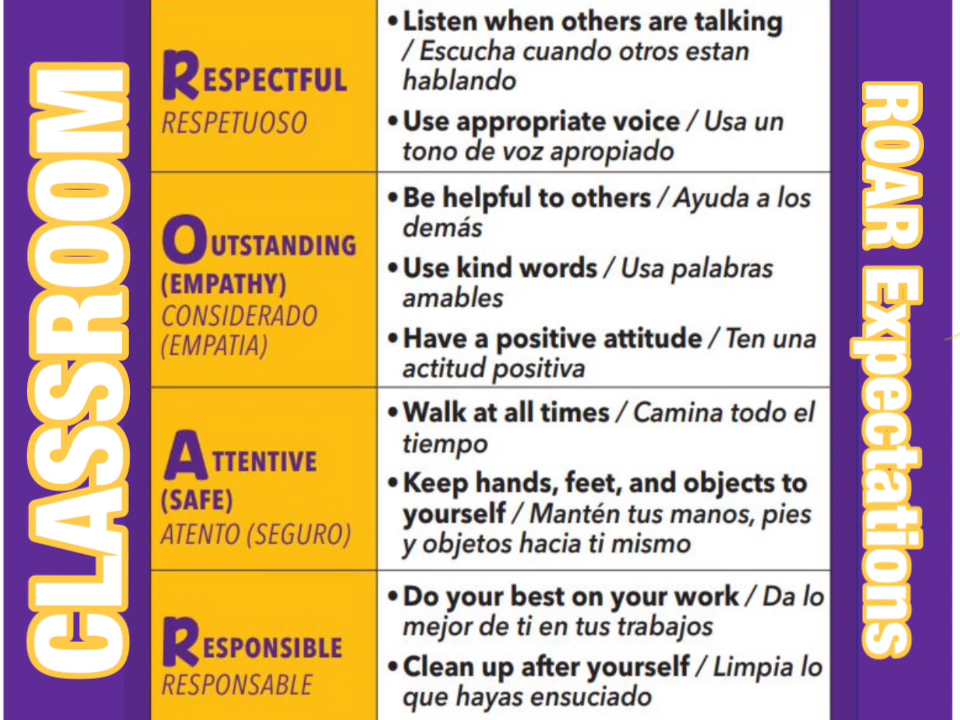 CLASSROOM
RESPECTFUL
RESPETUOSO
• Listen when others are talking
/ Escucha cuando otros estan
hablando
• Use appropriate voice / Usa un
tono de voz apropiado
OUTSTANDING
(EMPATHY)
CONSIDERADO
(EMPATIA)
• Be helpful to others / Ayuda a los
demás
• Use kind words / Usa palabras
amables
• Have a positive attitude / Ten una
actitud positiva
ATTENTIVE
(SAFE)
ATENTO (SEGURO)
• Walk at all times / Camina todo el
tiempo
• Keep hands, feet, and objects to
yourself / Mantén tus manos, pies
y objetos hacia ti mismo
RESPONSIBLE
RESPONSABLE
• Do your best on your work / Da lo
mejor de ti en tus trabajos
• Clean up after yourself / Limpia lo
que hayas ensuciado
ROAR Expectations